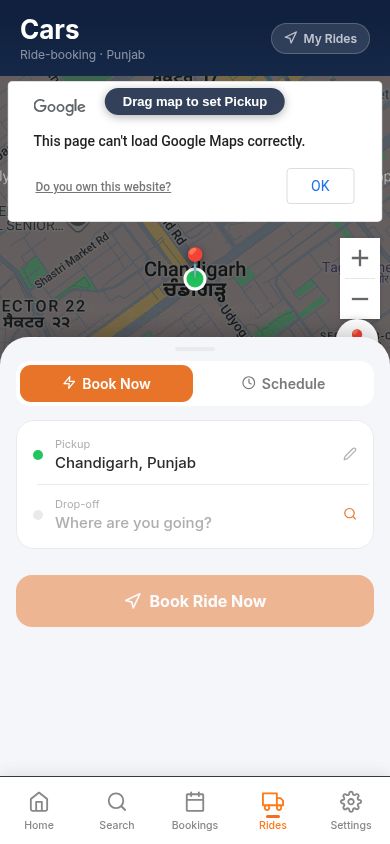 Cars
Ride-booking · Punjab
My Rides
Google
Drag map to set Pickup
This page can't load Google Maps correctly.
Do you own this website?
OK
L SENIOR...
Shastri Market Rd
Chandigarh
ਚੰਡੀਗੜ੍ਹ
ECTOR 22
ਸੈਕਟਰ ੨੨
Udyog
Book Now
Schedule
Pickup
Chandigarh, Punjab
Drop-off
Where are you going?
Book Ride Now
Home
Search
Bookings
Rides
Settings